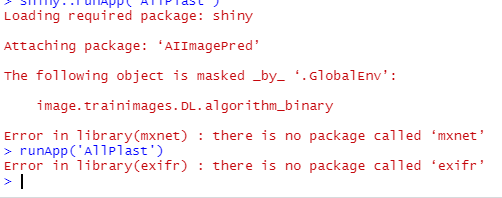 > shiny::runApp('AllPlast')
Loading required package: shiny
Attaching package: ‘AIImagePred’
The following object is masked _by_ ‘.GlobalEnv’:
image.trainimages.DL.algorithm_binary
Error in library(mxnet) : there is no package called ‘mxnet’
> runApp('AllPlast')
Error in library(exifr) : there is no package called ‘exifr’
>